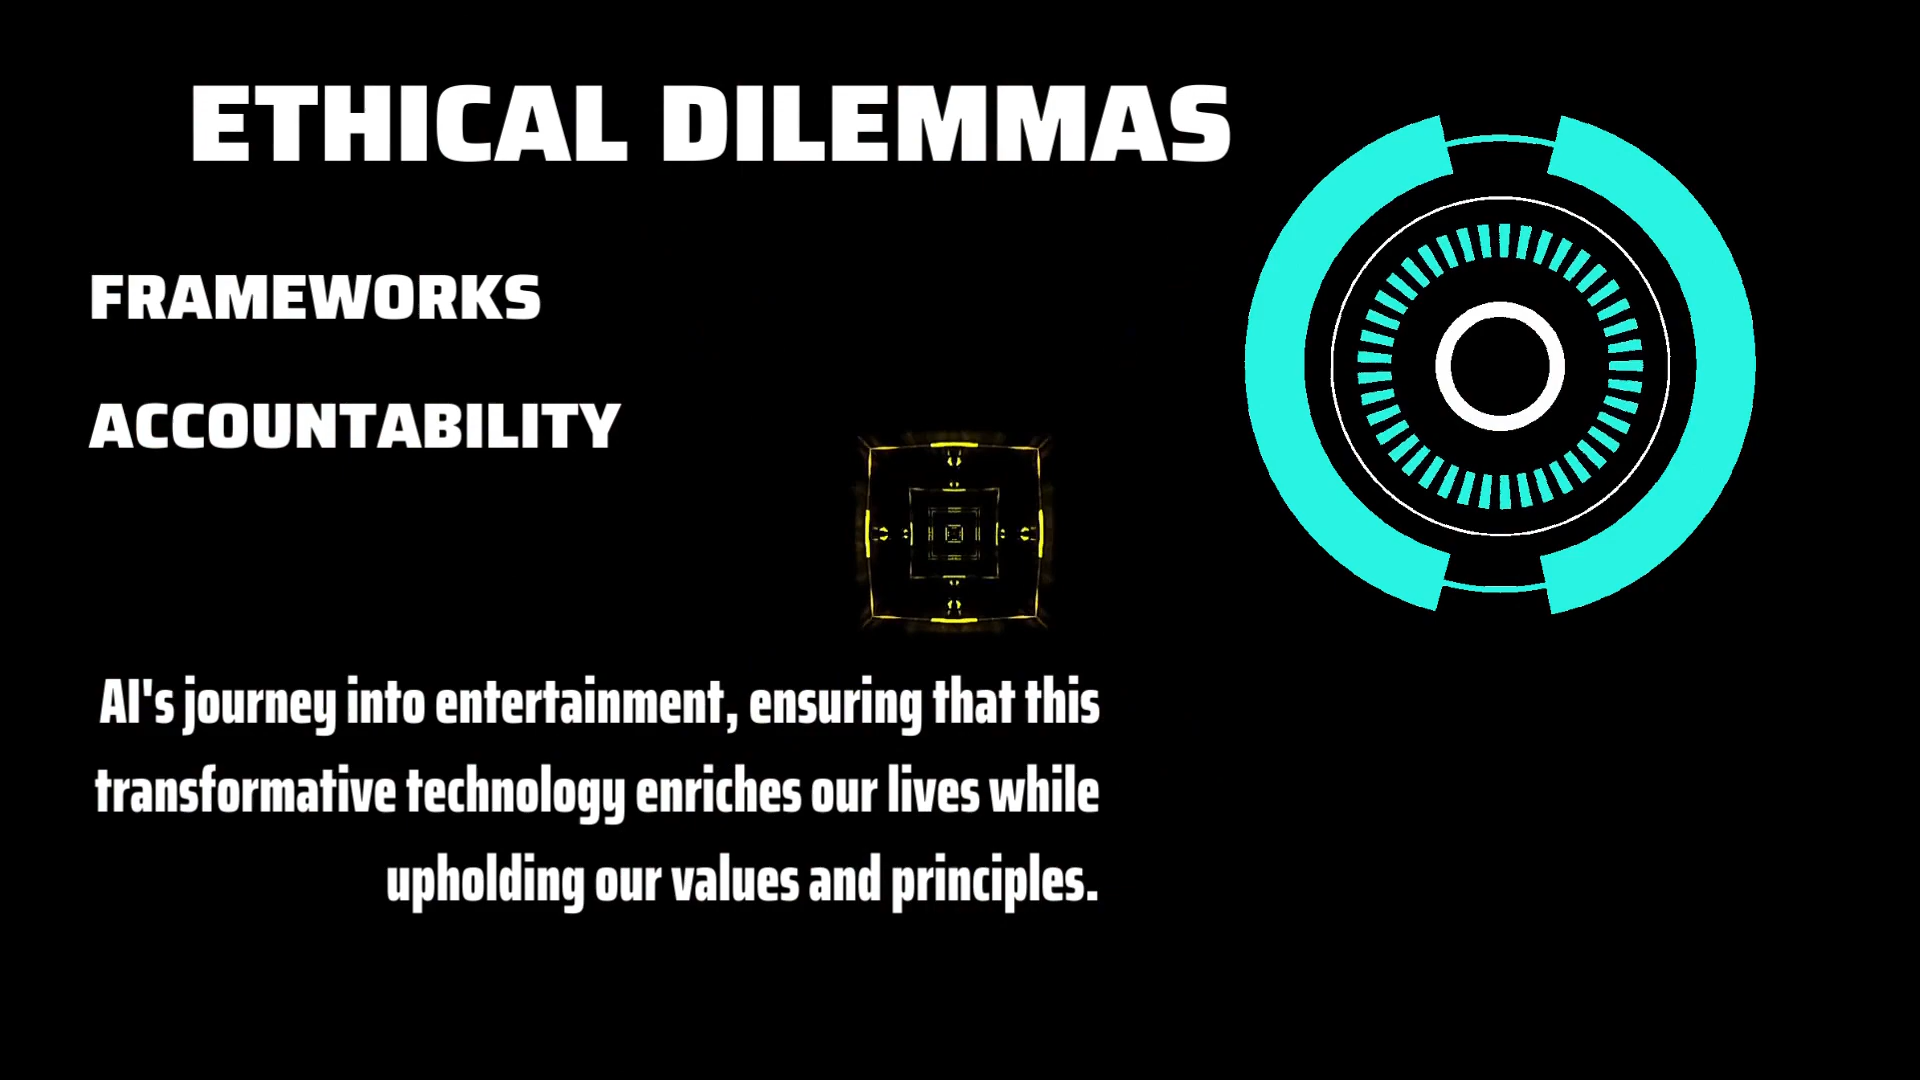 ETHICAL DILEMMAS
FRAMEWORKS
ACCOUNTABILITY
AI's journey into entertainment, ensuring that this
transformative technology enriches our lives while
upholding our values and principles.